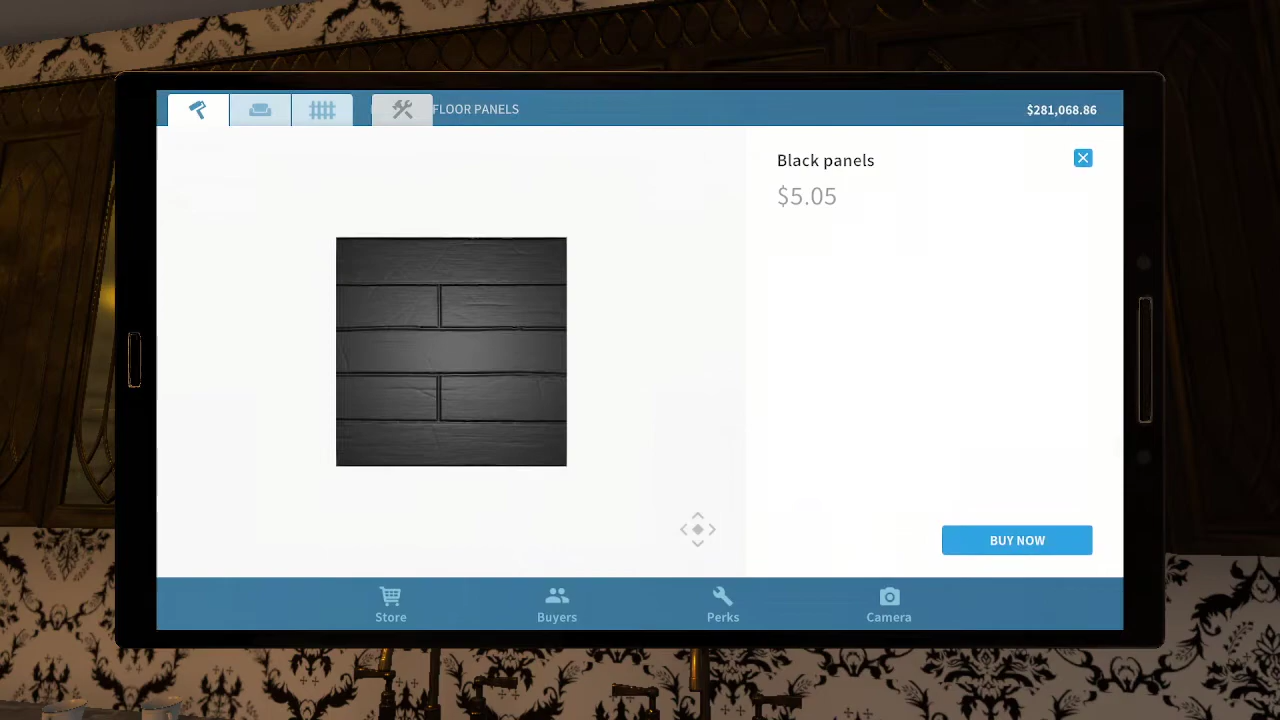 FLOOR PANELS
$281,068.86
Black panels
$5.05
BUY NOW
Store
Buyers
Perks
Camera